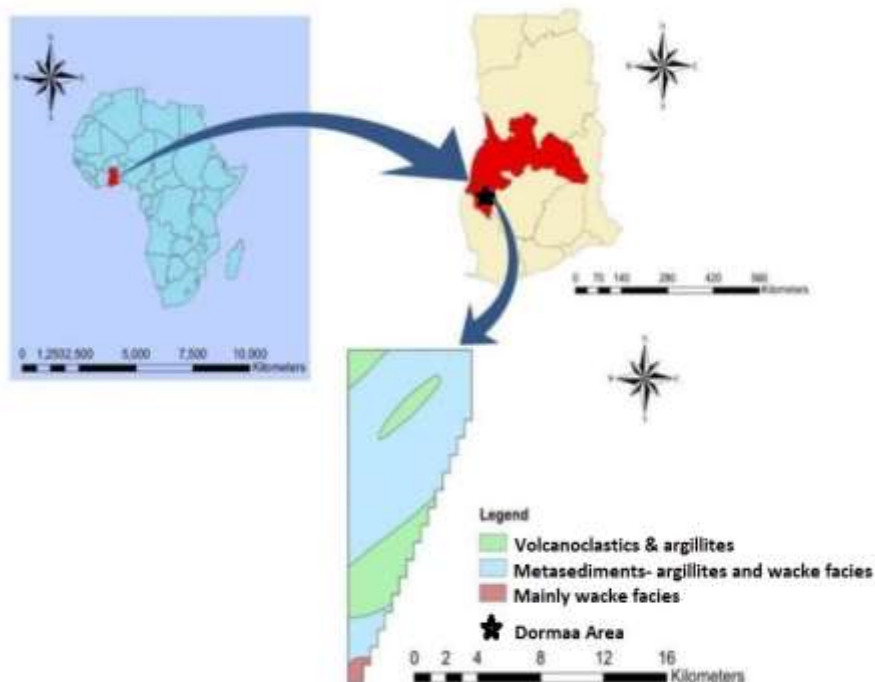 0 1,2502,500 5,000 7,500 10,000
Kilometers
0 70 140 280 420 560
Kilometers
Legend
Volcanoclastics & argillites
Metasediments- argillites and wacke facies
Mainly wacke facies
Dormaa Area
0 2 4 8 12 16
Kilometers